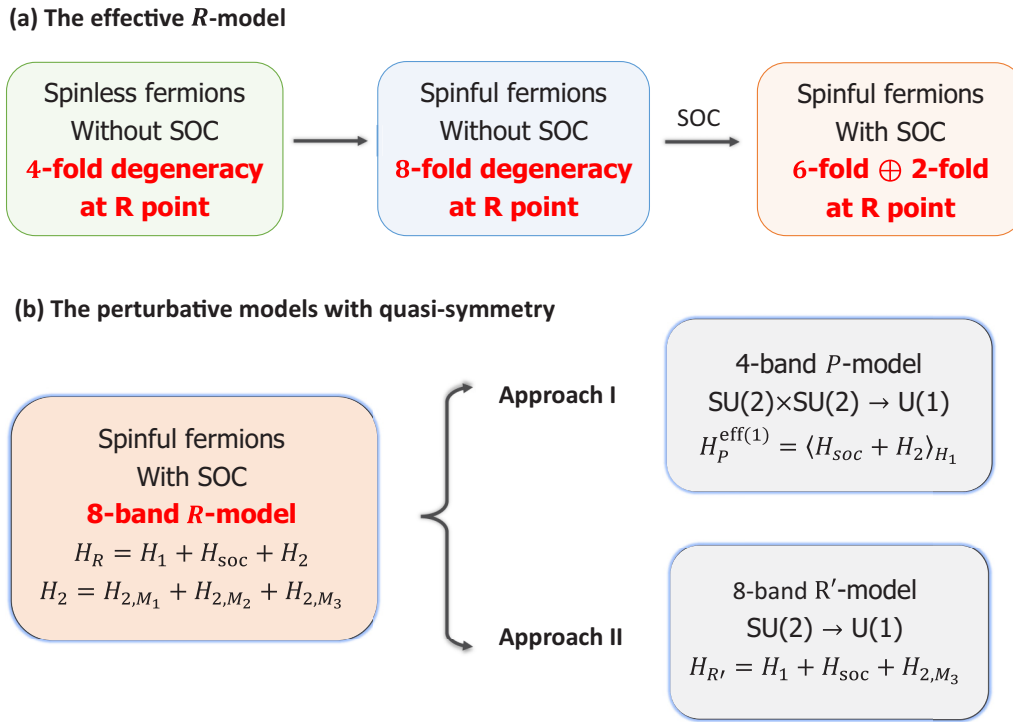 (a) The effective R-model
Spinless fermions
Without SOC
4-fold degeneracy
at R point
Spinful fermions
Without SOC
8-fold degeneracy
at R point
SOC
Spinful fermions
With SOC
6-fold ⊕ 2-fold
at R point
(b) The perturbative models with quasi-symmetry
Spinful fermions
With SOC
8-band R-model
H_R = H_1 + H_soc + H_2
H_2 = H_{2,M_1} + H_{2,M_2} + H_{2,M_3}
Approach I
4-band P-model
SU(2)×SU(2) → U(1)
H_P^{eff(1)} = ⟨H_{soc} + H_2⟩_{H_1}
Approach II
8-band R′-model
SU(2) → U(1)
H_{R′} = H_1 + H_soc + H_{2,M_3}